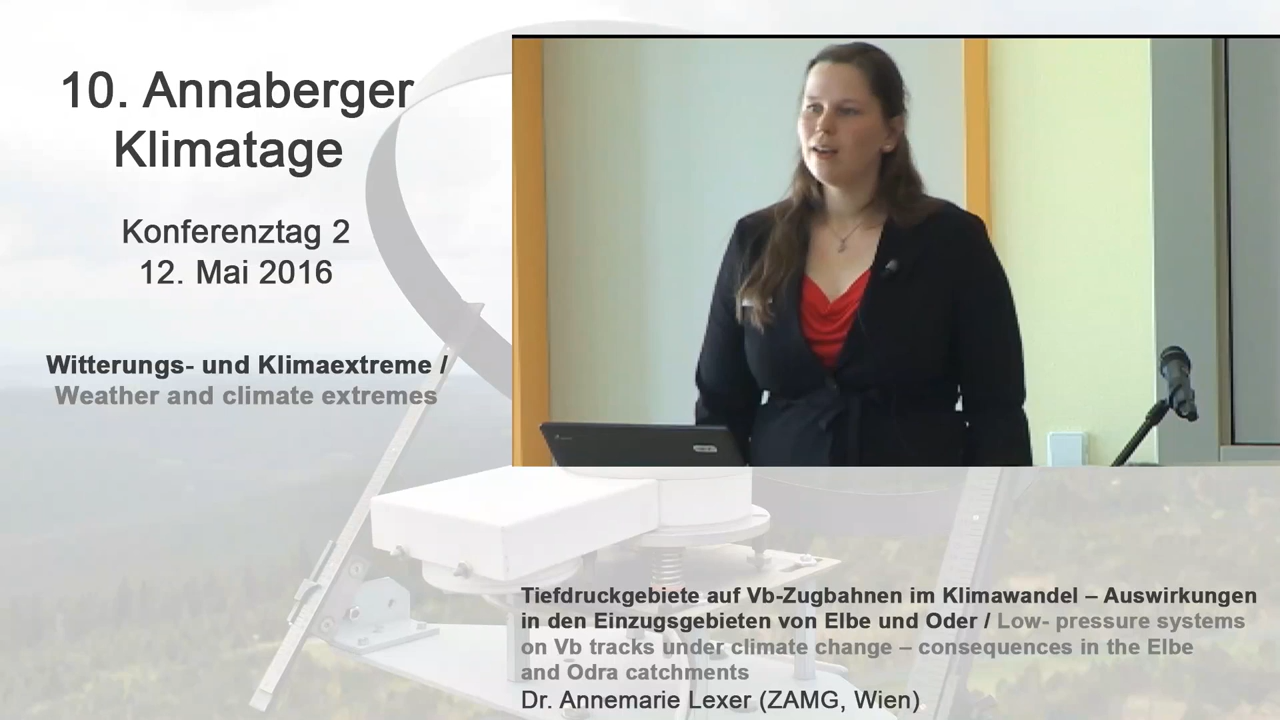 10. Annaberger
Klimatage
Konferenztag 2
12. Mai 2016
Witterungs- und Klimaextreme /
Weather and climate extremes
Tiefdruckgebiete auf Vb-Zugbahnen im Klimawandel – Auswirkungen
in den Einzugsgebieten von Elbe und Oder / Low- pressure systems
on Vb tracks under climate change – consequences in the Elbe
and Odra catchments
Dr. Annemarie Lexer (ZAMG, Wien)